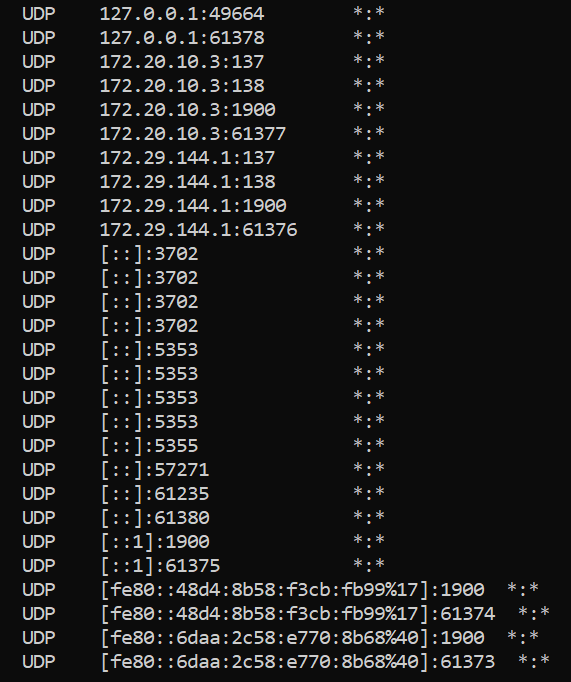 UDP    127.0.0.1:49664        *:*
UDP    127.0.0.1:61378        *:*
UDP    172.20.10.3:137        *:*
UDP    172.20.10.3:138        *:*
UDP    172.20.10.3:1900       *:*
UDP    172.20.10.3:61377      *:*
UDP    172.29.144.1:137       *:*
UDP    172.29.144.1:138       *:*
UDP    172.29.144.1:1900      *:*
UDP    172.29.144.1:61376     *:*
UDP    [::]:3702              *:*
UDP    [::]:3702              *:*
UDP    [::]:3702              *:*
UDP    [::]:3702              *:*
UDP    [::]:5353              *:*
UDP    [::]:5353              *:*
UDP    [::]:5353              *:*
UDP    [::]:5353              *:*
UDP    [::]:5355              *:*
UDP    [::]:57271             *:*
UDP    [::]:61235             *:*
UDP    [::]:61380             *:*
UDP    [::1]:1900             *:*
UDP    [::1]:61375            *:*
UDP    [fe80::48d4:8b58:f3cb:fb99%17]:1900  *:*
UDP    [fe80::48d4:8b58:f3cb:fb99%17]:61374  *:*
UDP    [fe80::6daa:2c58:e770:8b68%40]:1900  *:*
UDP    [fe80::6daa:2c58:e770:8b68%40]:61373  *:*